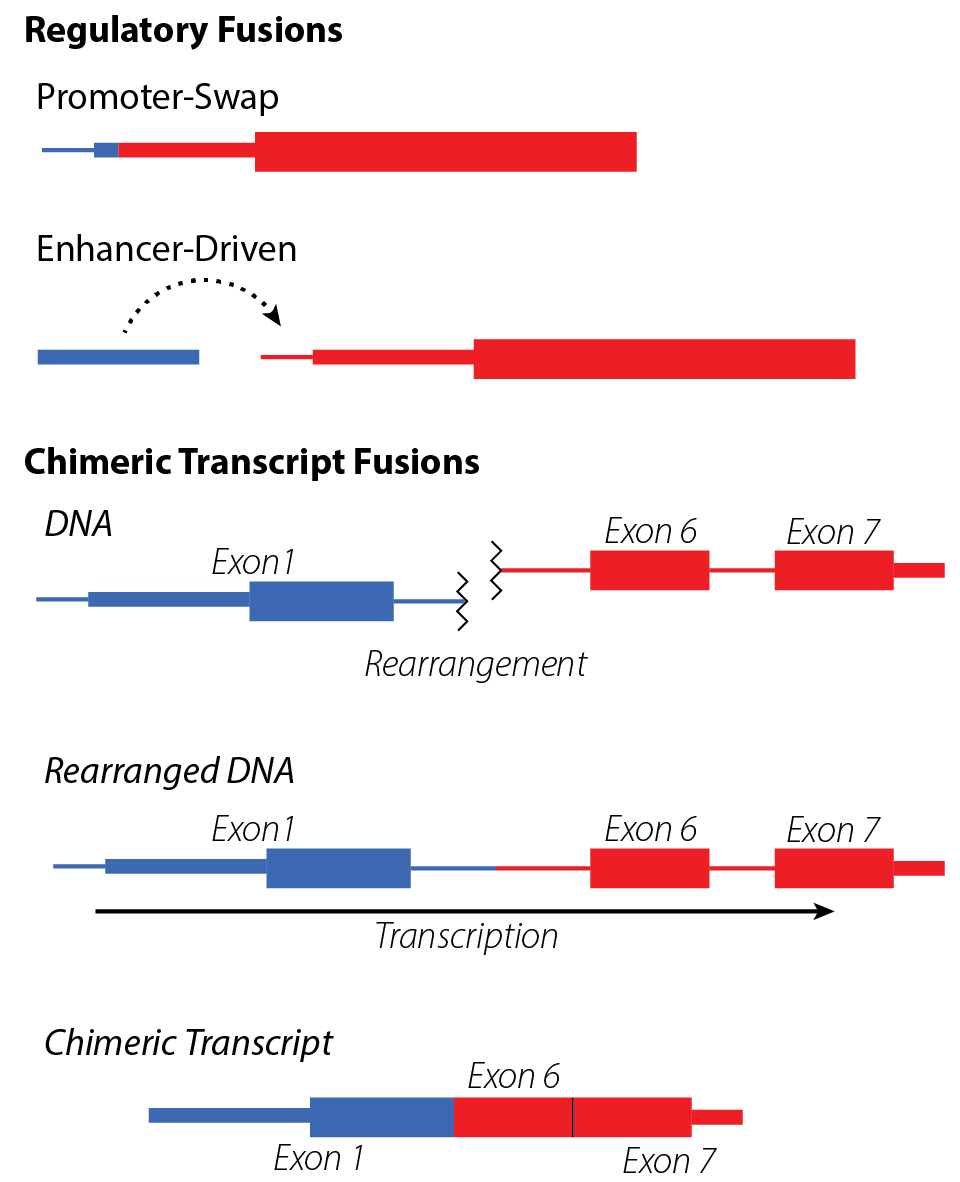 Regulatory Fusions
Promoter-Swap
Enhancer-Driven
Chimeric Transcript Fusions
DNA
Exon1
Exon 6
Exon 7
Rearrangement
Rearranged DNA
Exon1
Exon 6
Exon 7
Transcription
Chimeric Transcript
Exon 6
Exon 1
Exon 7